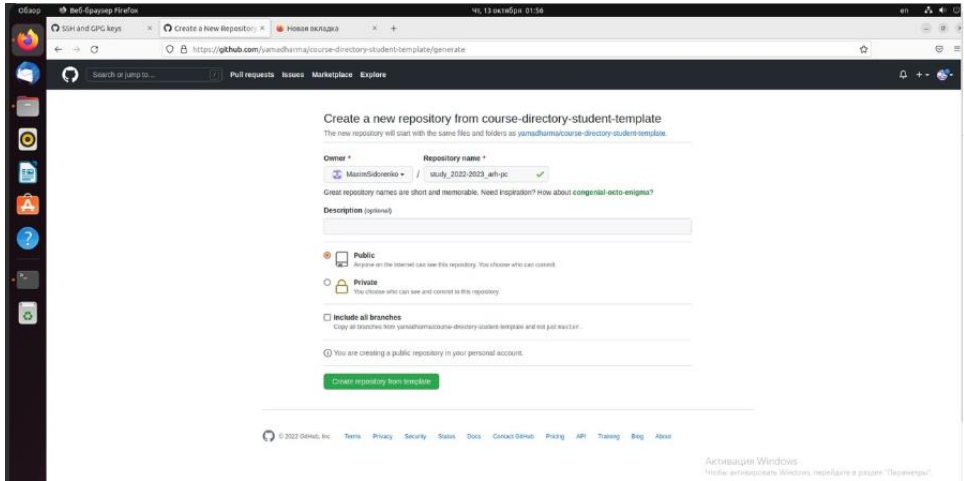 Обзор Веб-браузер Firefox Чт, 13 октября 01:56 en
SSH and GPG keys × Create a New Repository × Новая вкладка × +
https://github.com/yamadharma/course-directory-student-template/generate
Search or jump to... / Pull requests Issues Marketplace Explore
Create a new repository from course-directory-student-template
The new repository will start with the same files and folders as yamadharma/course-directory-student-template.
Owner * Repository name *
MaximSidorenko / study_2022-2023_arh-pc
Great repository names are short and memorable. Need inspiration? How about congenial-octo-enigma?
Description (optional)
Public
Anyone on the internet can see this repository. You choose who can commit.
Private
You choose who can see and commit to this repository.
Include all branches
Copy all branches from yamadharma/course-directory-student-template and not just master.
You are creating a public repository in your personal account.
Create repository from template
© 2022 GitHub, Inc. Terms Privacy Security Status Docs Contact GitHub Pricing API Training Blog About
Активация Windows
Чтобы активировать Windows, перейдите в раздел "Параметры".